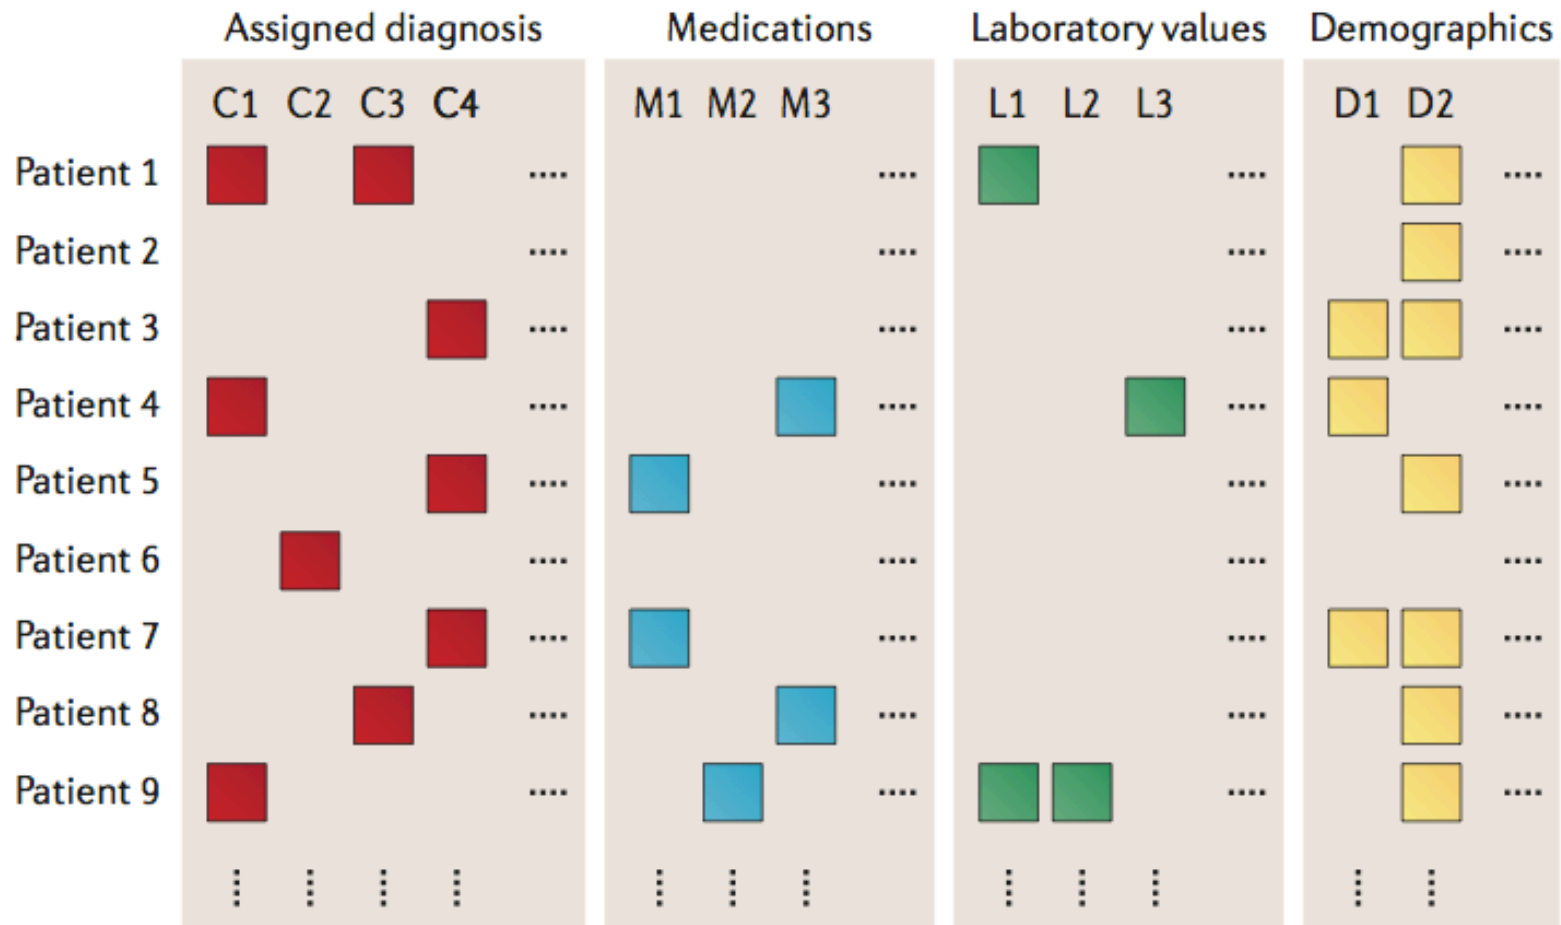 Assigned diagnosis Medications Laboratory values Demographics
C1 C2 C3 C4 M1 M2 M3 L1 L2 L3 D1 D2
Patient 1 .... .... .... ....
Patient 2 .... .... .... ....
Patient 3 .... .... .... ....
Patient 4 .... .... .... ....
Patient 5 .... .... .... ....
Patient 6 .... .... .... ....
Patient 7 .... .... .... ....
Patient 8 .... .... .... ....
Patient 9 .... .... .... ....